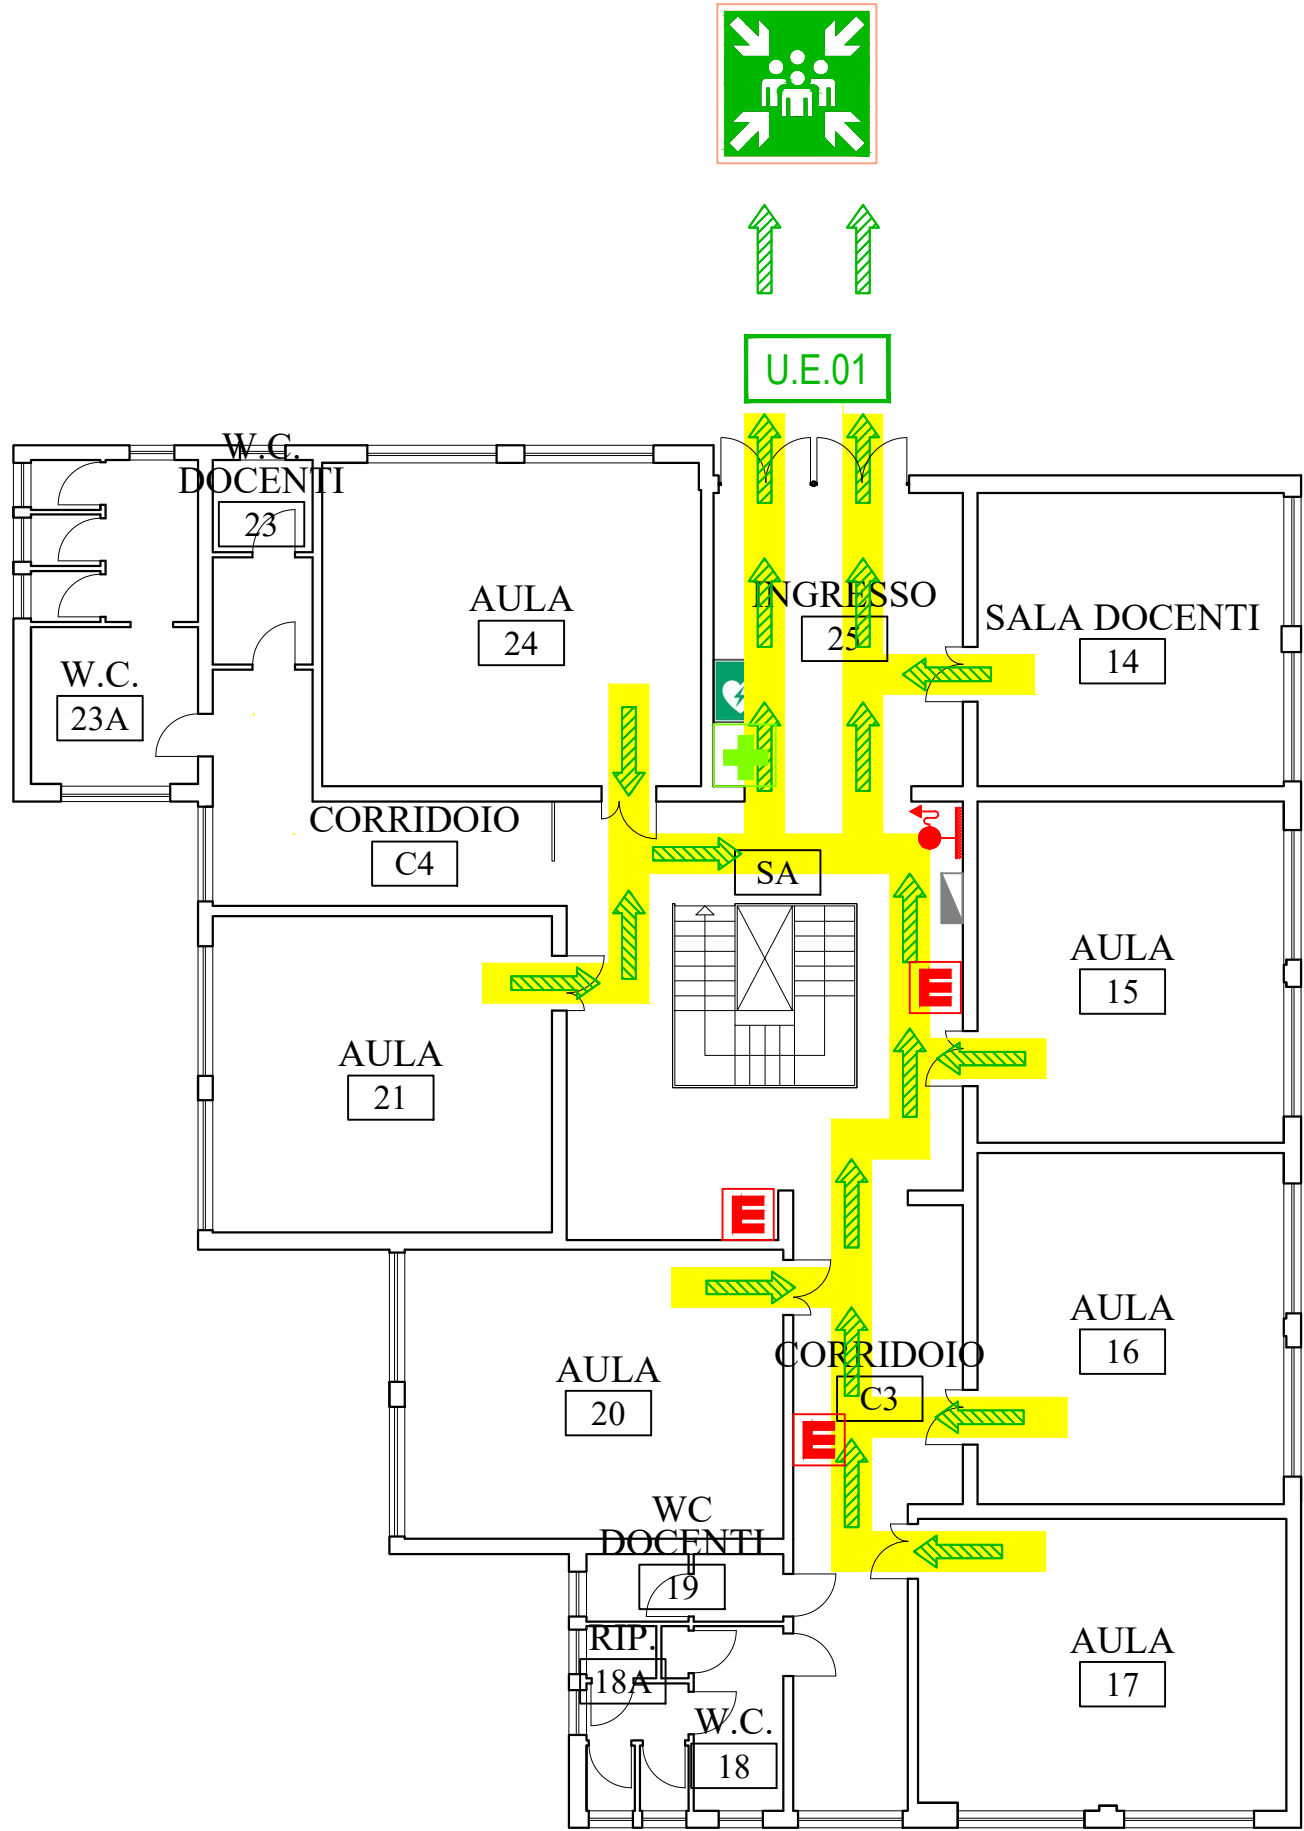 U.E.01
W.C.
DOCENTI
23
AULA
24
INGRESSO
25
SALA DOCENTI
14
W.C.
23A
CORRIDOIO
C4
SA
AULA
15
E
AULA
21
E
AULA
16
AULA
20
CORRIDOIO
C3
E
WC
DOCENTI
19
RIP.
18A
AULA
17
W.C.
18